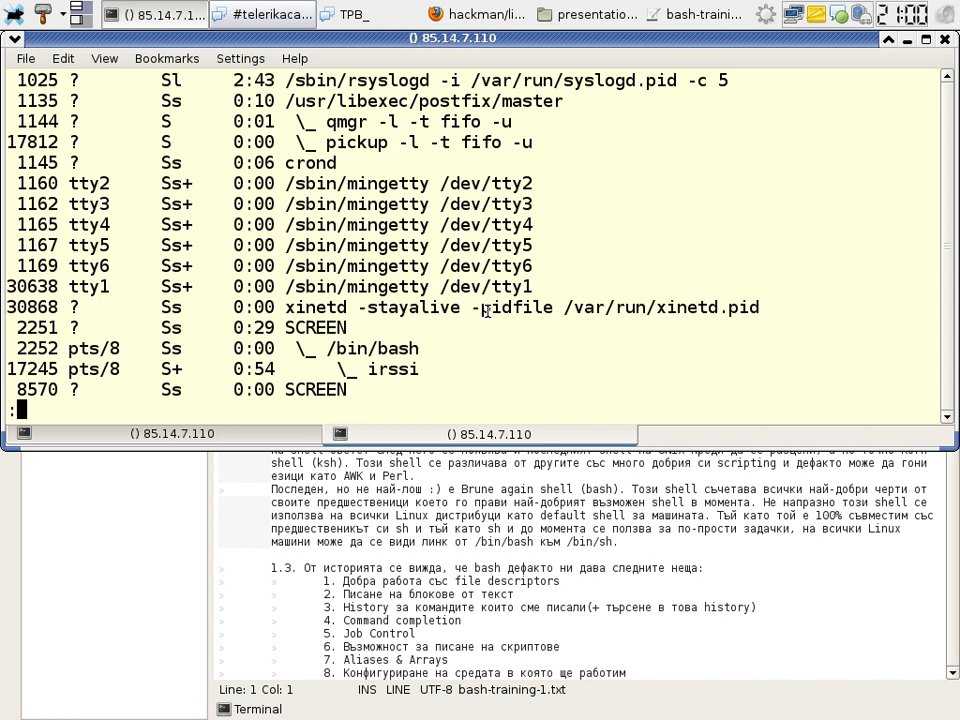 () 85.14.7.1...
#telerikaca...
TPB_
hackman/li...
presentatio...
bash-traini...
21:00
() 85.14.7.110
File Edit View Bookmarks Settings Help
1025 ? Sl 2:43 /sbin/rsyslogd -i /var/run/syslogd.pid -c 5
1135 ? Ss 0:10 /usr/libexec/postfix/master
1144 ? S 0:01 \_ qmgr -l -t fifo -u
17812 ? S 0:00 \_ pickup -l -t fifo -u
1145 ? Ss 0:06 crond
1160 tty2 Ss+ 0:00 /sbin/mingetty /dev/tty2
1162 tty3 Ss+ 0:00 /sbin/mingetty /dev/tty3
1165 tty4 Ss+ 0:00 /sbin/mingetty /dev/tty4
1167 tty5 Ss+ 0:00 /sbin/mingetty /dev/tty5
1169 tty6 Ss+ 0:00 /sbin/mingetty /dev/tty6
30638 tty1 Ss+ 0:00 /sbin/mingetty /dev/tty1
30868 ? Ss 0:00 xinetd -stayalive -pidfile /var/run/xinetd.pid
2251 ? Ss 0:29 SCREEN
2252 pts/8 Ss 0:00 \_ /bin/bash
17245 pts/8 S+ 0:54 \_ irssi
8570 ? Ss 0:00 SCREEN
:
() 85.14.7.110
() 85.14.7.110
shell (ksh). Този shell се различава от другите със много добрия си scripting и дефакто може да гони
езици като AWK и Perl.
Последен, но не най-лош :) е Brune again shell (bash). Този shell съчетава всички най-добри черти от
своите предшественици което го прави най-добрият възможен shell в момента. Не напразно този shell се
използва на всички Linux дистрибуци като default shell за машината. Тъй като той е 100% съвместим със
предшественикът си sh и тъй като sh и до момента се ползва за по-прости задачки, на всички Linux
машини може да се види линк от /bin/bash към /bin/sh.
1.3. От историята се вижда, че bash дефакто ни дава следните неща:
1. Добра работа със file descriptors
2. Писане на блокове от текст
3. History за командите които сме писали(+ търсене в това history)
4. Command completion
5. Job Control
6. Възможност за писане на скриптове
7. Aliases & Arrays
8. Конфигуриране на средата в която ще работим
Line: 1 Col: 1 INS LINE UTF-8 bash-training-1.txt
Terminal